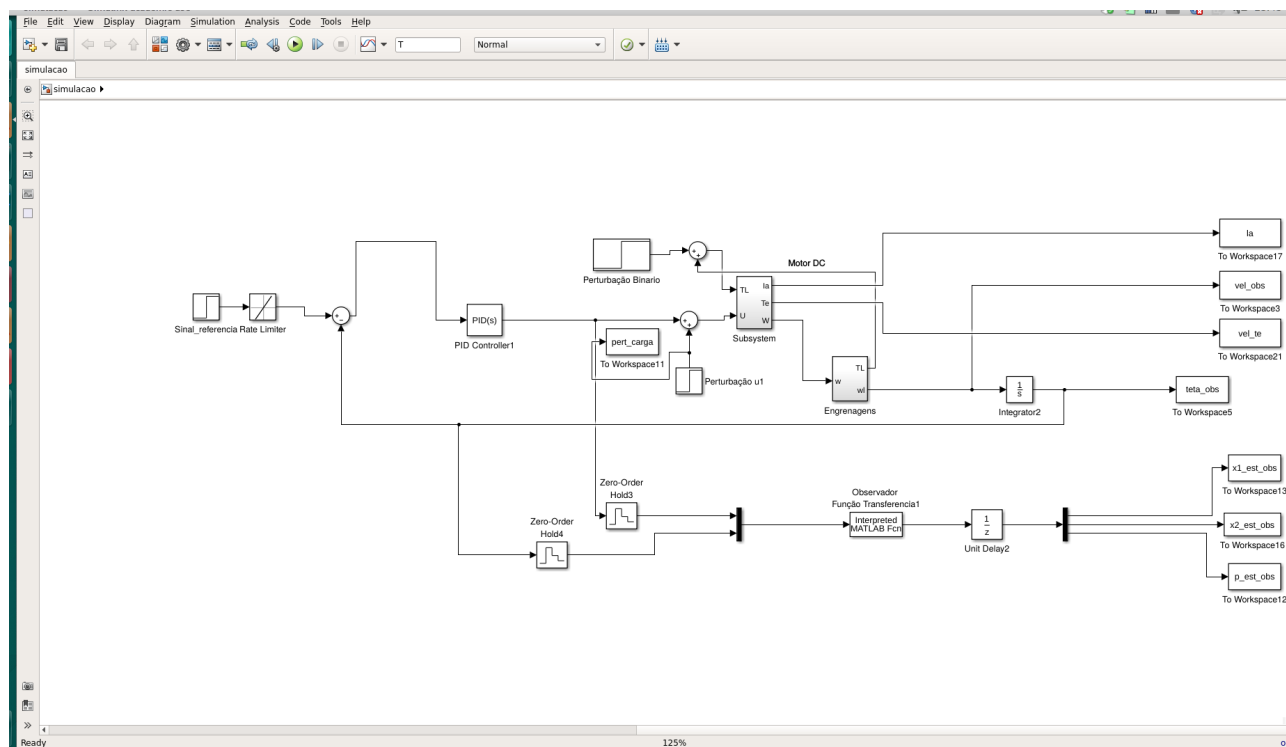 File Edit View Display Diagram Simulation Analysis Code Tools Help
T
Normal
simulacao
simulacao
Ia
To Workspace17
Perturbação Binario
Motor DC
vel_obs
To Workspace3
TL
Ia
Te
U
W
Subsystem
vel_te
To Workspace21
Sinal_referencia Rate Limiter
PID(s)
PID Controller1
pert_carga
To Workspace11
Perturbação u1
TL
w
wl
Engrenagens
1
s
Integrator2
teta_obs
To Workspace5
Zero-Order
Hold3
Zero-Order
Hold4
Observador
Função Transferencia1
Interpreted
MATLAB Fcn
1
z
Unit Delay2
x1_est_obs
To Workspace13
x2_est_obs
To Workspace16
p_est_obs
To Workspace12
Ready
125%